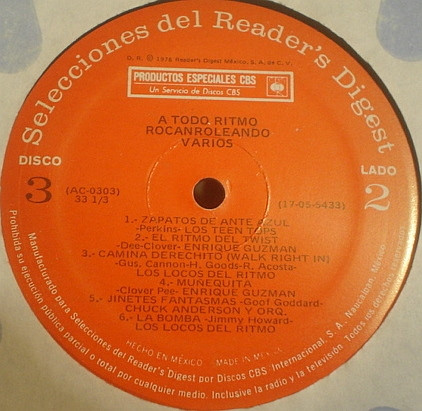 Selecciones del Reader's Digest
D. R. © 1976 Reader's Digest México, S. A. de C. V.
PRODUCTOS ESPECIALES CBS
Un Servicio de Discos CBS
A TODO RITMO
ROCANROLEANDO
VARIOS
DISCO
3
LADO
2
(AC-0303)
33 1/3
(17-05-5433)
1.- ZAPATOS DE ANTE AZUL
-Perkins- LOS TEEN TOPS
2.- EL RITMO DEL TWIST
-Dee-Clover- ENRIQUE GUZMAN
3.- CAMINA DERECHITO (WALK RIGHT IN)
-Gus, Cannon-H. Goods-R. Acosta-
LOS LOCOS DEL RITMO
4.- MUÑEQUITA
-Clover Pee- ENRIQUE GUZMAN
5.- JINETES FANTASMAS -Goof Goddard-
CHUCK ANDERSON Y ORQ.
6.- LA BOMBA -Jimmy Howard-
LOS LOCOS DEL RITMO
HECHO EN MÉXICO - MADE IN MEXICO
Manufacturado para Selecciones del Reader's Digest por Discos CBS International, S. A., Naucalpan, México. Todos los derechos reservados.
Prohibida su ejecución pública parcial o total por cualquier medio. Inclusive la radio y la televisión.